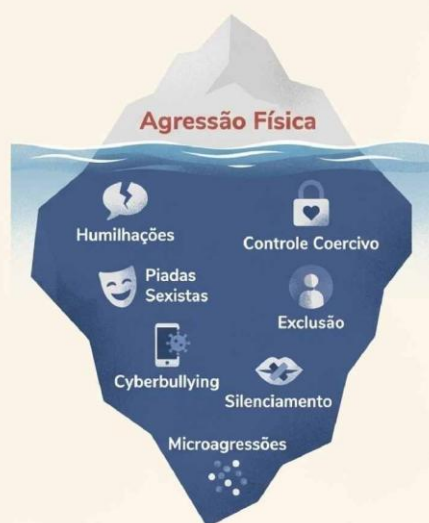 Agressão Física
Humilhações
Controle Coercivo
Piadas
Sexistas
Exclusão
Cyberbullying
Silenciamento
Microagressões